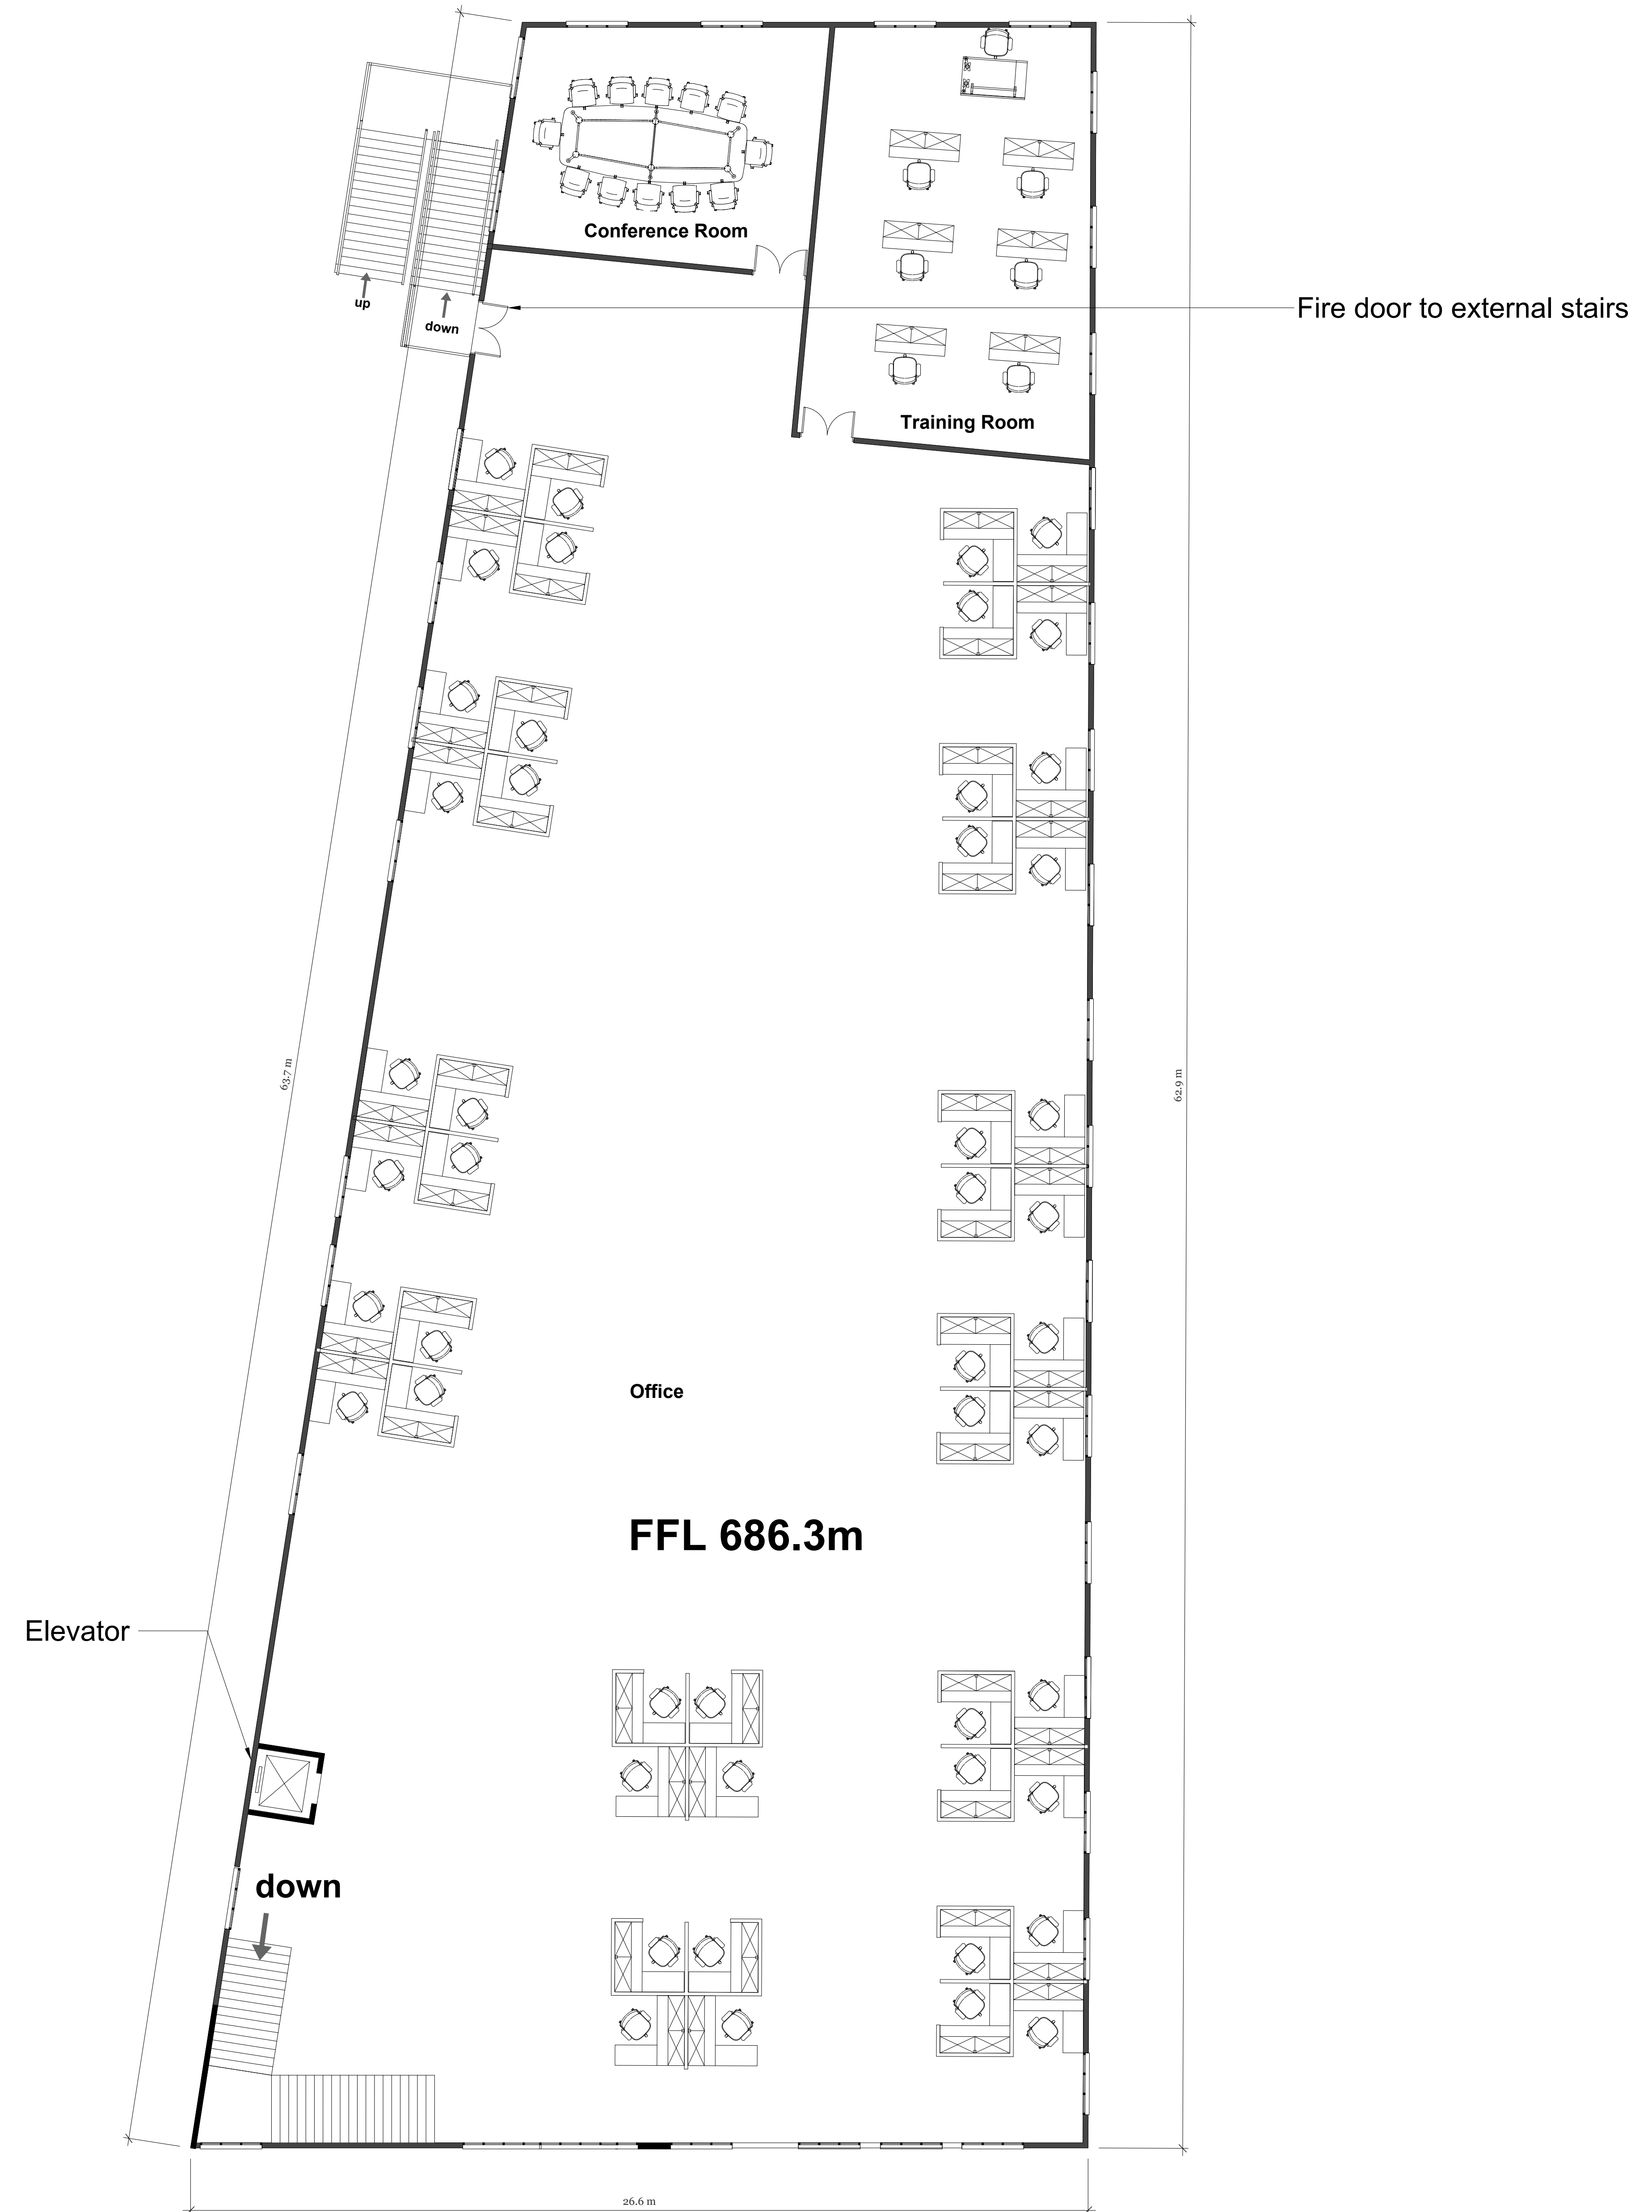 Conference Room
up
down
Fire door to external stairs
Training Room
63.7 m
62.9 m
Office
FFL 686.3m
Elevator
down
26.6 m